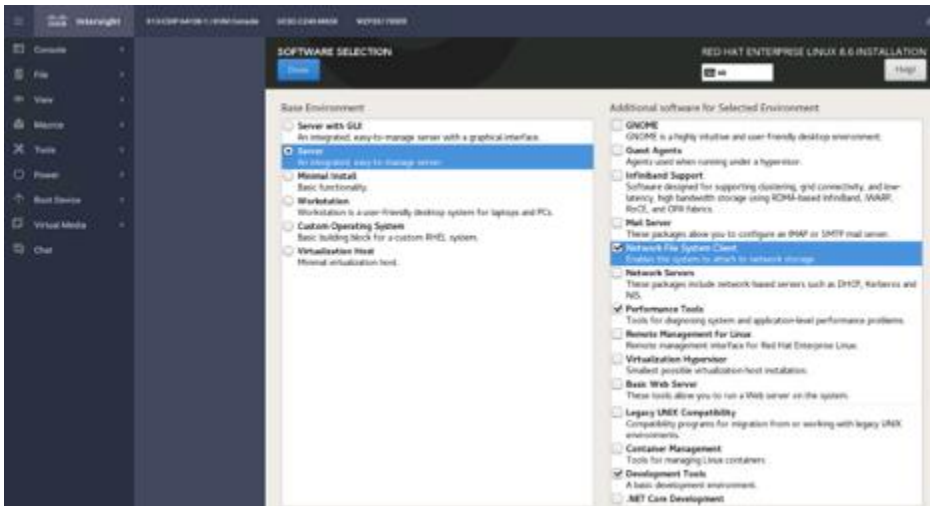 Intersight
Console
File
View
Macros
Tools
Power
Boot Device
Virtual Media
Chat
SOFTWARE SELECTION
Done
RED HAT ENTERPRISE LINUX 8.6 INSTALLATION
us
Help!
Base Environment
Server with GUI
An integrated, easy-to-manage server with a graphical interface.
Server
An integrated, easy-to-manage server.
Minimal Install
Basic functionality.
Workstation
Workstation is a user-friendly desktop system for laptops and PCs.
Custom Operating System
Basic building block for a custom RHEL system.
Virtualization Host
Minimal virtualization host.
Additional software for Selected Environment
GNOME
GNOME is a highly intuitive and user-friendly desktop environment.
Guest Agents
Agents used when running under a hypervisor.
Infiniband Support
Software designed for supporting clustering, grid connectivity, and low-
latency, high bandwidth storage using RDMA-based InfiniBand, iWARP,
RoCE, and OPA fabrics.
Mail Server
These packages allow you to configure an IMAP or SMTP mail server.
Network File System Client
Enables the system to attach to network storage.
Network Servers
These packages include network-based servers such as DHCP, Kerberos and
NIS.
Performance Tools
Tools for diagnosing system and application-level performance problems.
Remote Management for Linux
Remote management interface for Red Hat Enterprise Linux.
Virtualization Hypervisor
Smallest possible virtualization host installation.
Basic Web Server
These tools allow you to run a Web server on the system.
Legacy UNIX Compatibility
Compatibility programs for migration from or working with legacy UNIX
environments.
Container Management
Tools for managing Linux containers
Development Tools
A basic development environment.
.NET Core Development